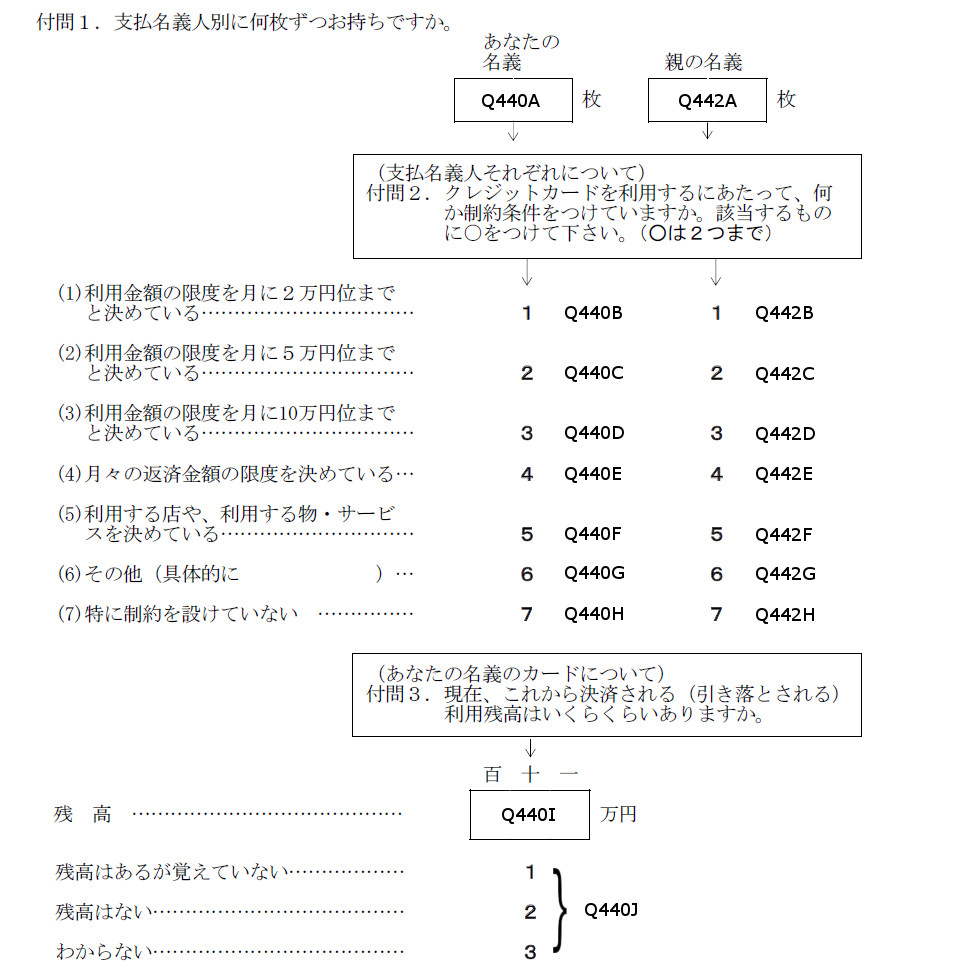 付問１．支払名義人別に何枚ずつお持ちですか。
あなたの 名義
親の名義
Q440A 枚
Q442A 枚
（支払名義人それぞれについて）
付問２．クレジットカードを利用するにあたって、何
か制約条件をつけていますか。該当するもの
に○をつけて下さい。（○は２つまで）
(1)利用金額の限度を月に２万円位まで
と決めている…………………………… 1 Q440B 1 Q442B
(2)利用金額の限度を月に５万円位まで
と決めている…………………………… 2 Q440C 2 Q442C
(3)利用金額の限度を月に10万円位まで
と決めている…………………………… 3 Q440D 3 Q442D
(4)月々の返済金額の限度を決めている… 4 Q440E 4 Q442E
(5)利用する店や、利用する物・サービ
スを決めている………………………… 5 Q440F 5 Q442F
(6)その他（具体的に　　　　　　　）… 6 Q440G 6 Q442G
(7)特に制約を設けていない　…………… 7 Q440H 7 Q442H
（あなたの名義のカードについて）
付問３．現在、これから決済される（引き落とされる）
利用残高はいくらくらいありますか。
百　十　一
残　高　…………………………………… Q440I 万円
残高はあるが覚えていない……………… 1
残高はない………………………………… 2 Q440J
わからない………………………………… 3